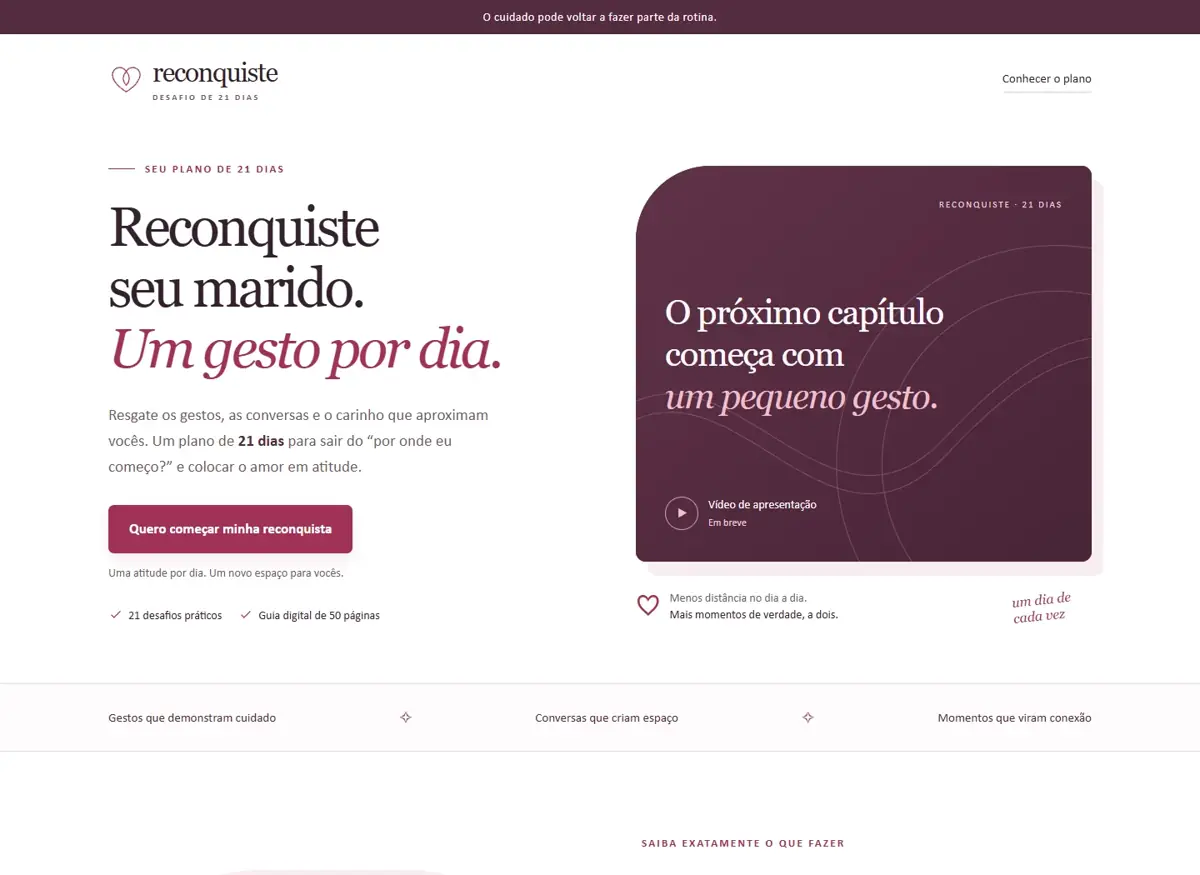 O cuidado pode voltar a fazer parte da rotina.
reconquiste
DESAFIO DE 21 DIAS
Conhecer o plano
SEU PLANO DE 21 DIAS
Reconquiste
seu marido.
Um gesto por dia.
Resgate os gestos, as conversas e o carinho que aproximam
vocês. Um plano de 21 dias para sair do “por onde eu
começo?” e colocar o amor em atitude.
Quero começar minha reconquista
Uma atitude por dia. Um novo espaço para vocês.
21 desafios práticos
Guia digital de 50 páginas
RECONQUISTE · 21 DIAS
O próximo capítulo
começa com
um pequeno gesto.
Vídeo de apresentação
Em breve
Menos distância no dia a dia.
Mais momentos de verdade, a dois.
um dia de
cada vez
Gestos que demonstram cuidado
Conversas que criam espaço
Momentos que viram conexão
SAIBA EXATAMENTE O QUE FAZER